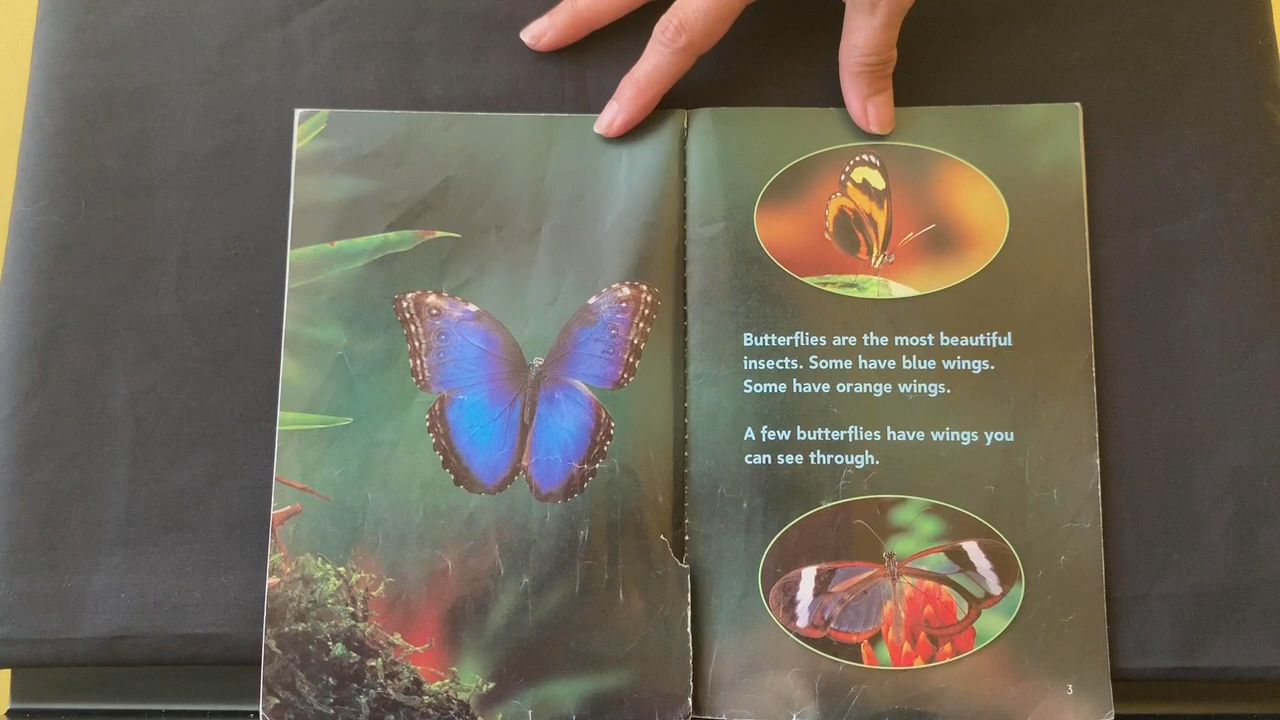 Butterflies are the most beautiful
insects. Some have blue wings.
Some have orange wings.
A few butterflies have wings you
can see through.
3